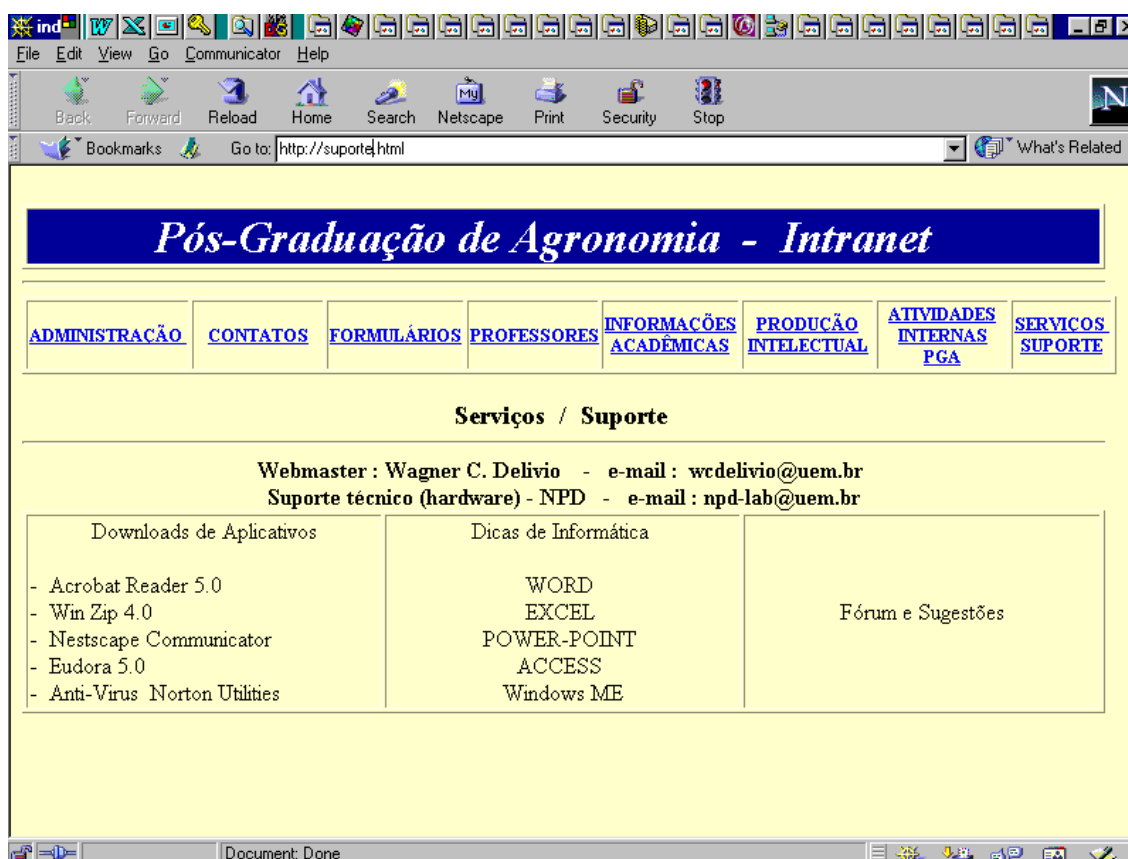 ind
File Edit View Go Communicator Help
Back Forward Reload Home Search Netscape Print Security Stop
My
N
Bookmarks Go to: http://suporte.html What's Related
Pós-Graduação de Agronomia - Intranet
ADMINISTRAÇÃO CONTATOS FORMULÁRIOS PROFESSORES INFORMAÇÕES ACADÊMICAS PRODUÇÃO INTELECTUAL ATIVIDADES INTERNAS PGA SERVICOS SUPORTE
Serviços / Suporte
Webmaster : Wagner C. Delivio - e-mail : wcdelivio@uem.br
Suporte técnico (hardware) - NPD - e-mail : npd-lab@uem.br
Downloads de Aplicativos
- Acrobat Reader 5.0
- Win Zip 4.0
- Nestscape Communicator
- Eudora 5.0
- Anti-Virus Norton Utilities
Dicas de Informática
WORD
EXCEL
POWER-POINT
ACCESS
Windows ME
Fórum e Sugestões
Document: Done